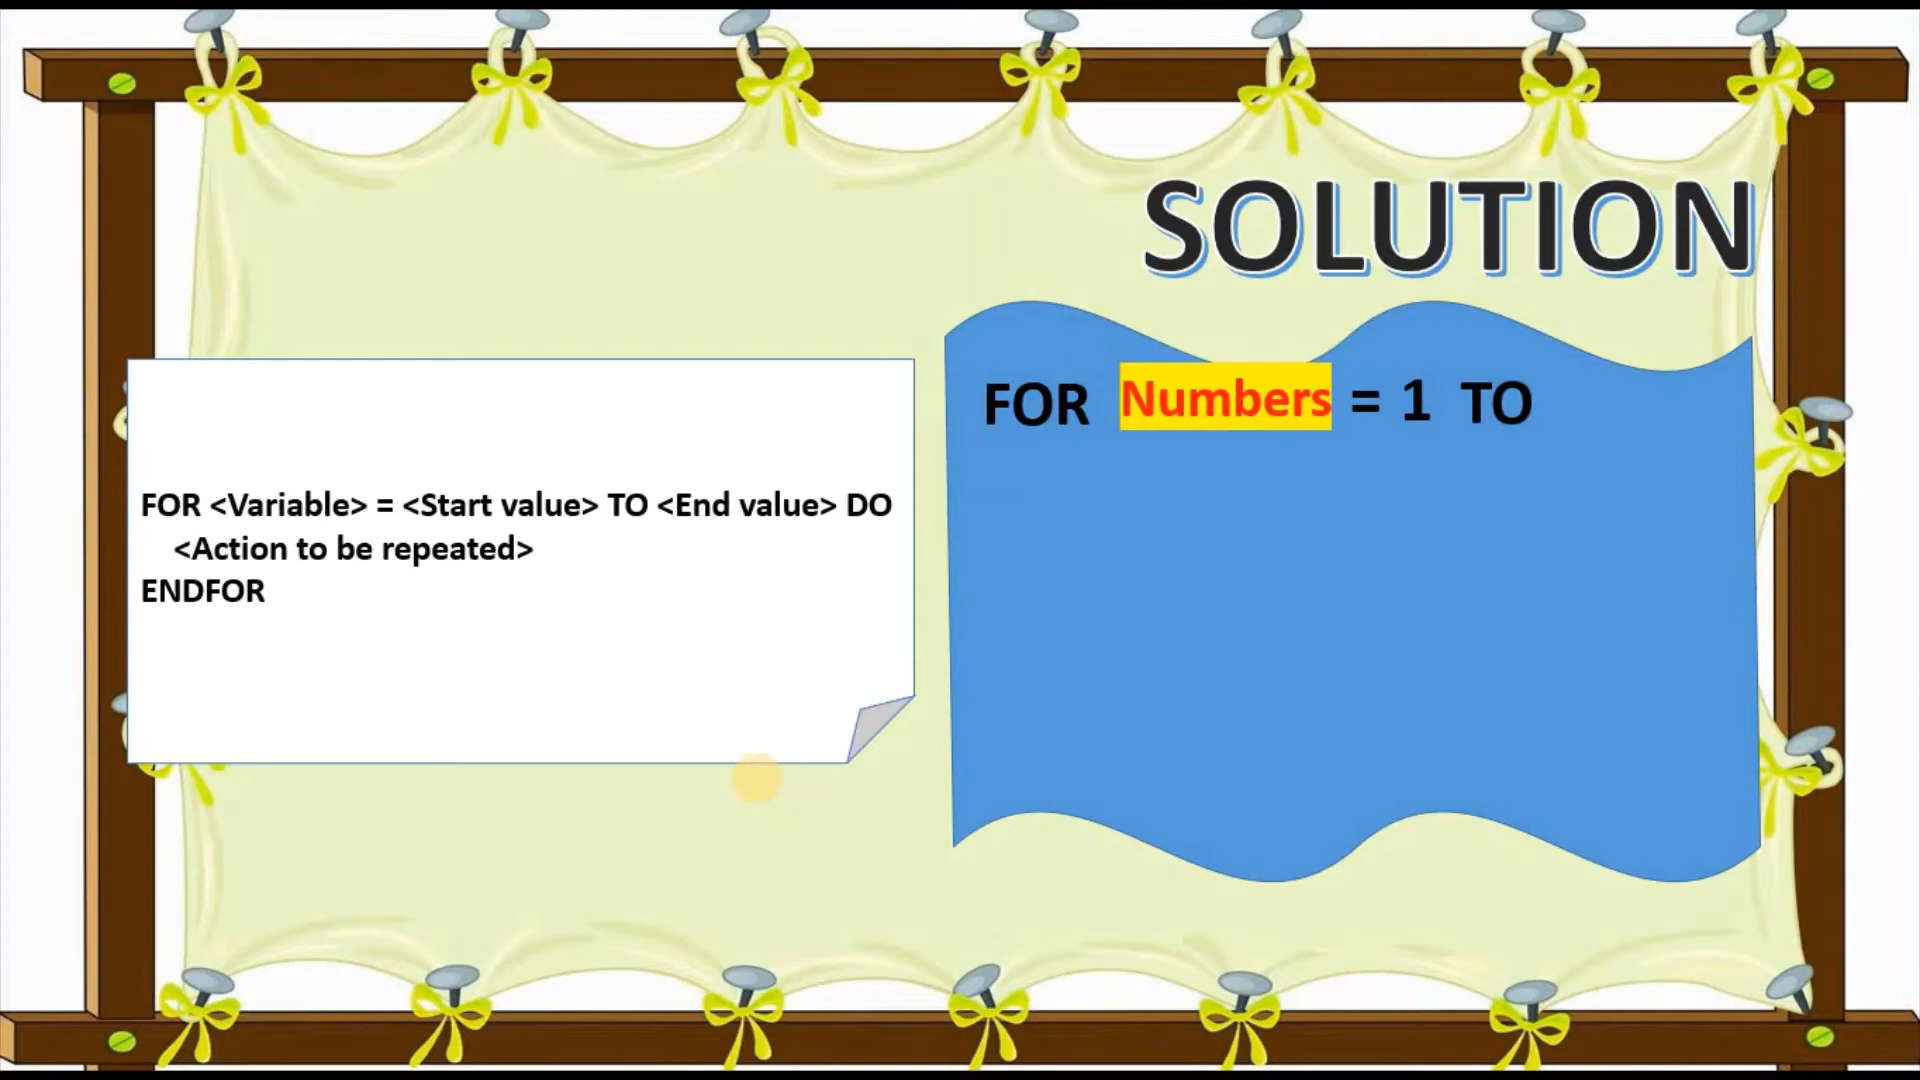 SOLUTION
FOR <Variable> = <Start value> TO <End value> DO
<Action to be repeated>
ENDFOR
FOR Numbers = 1 TO